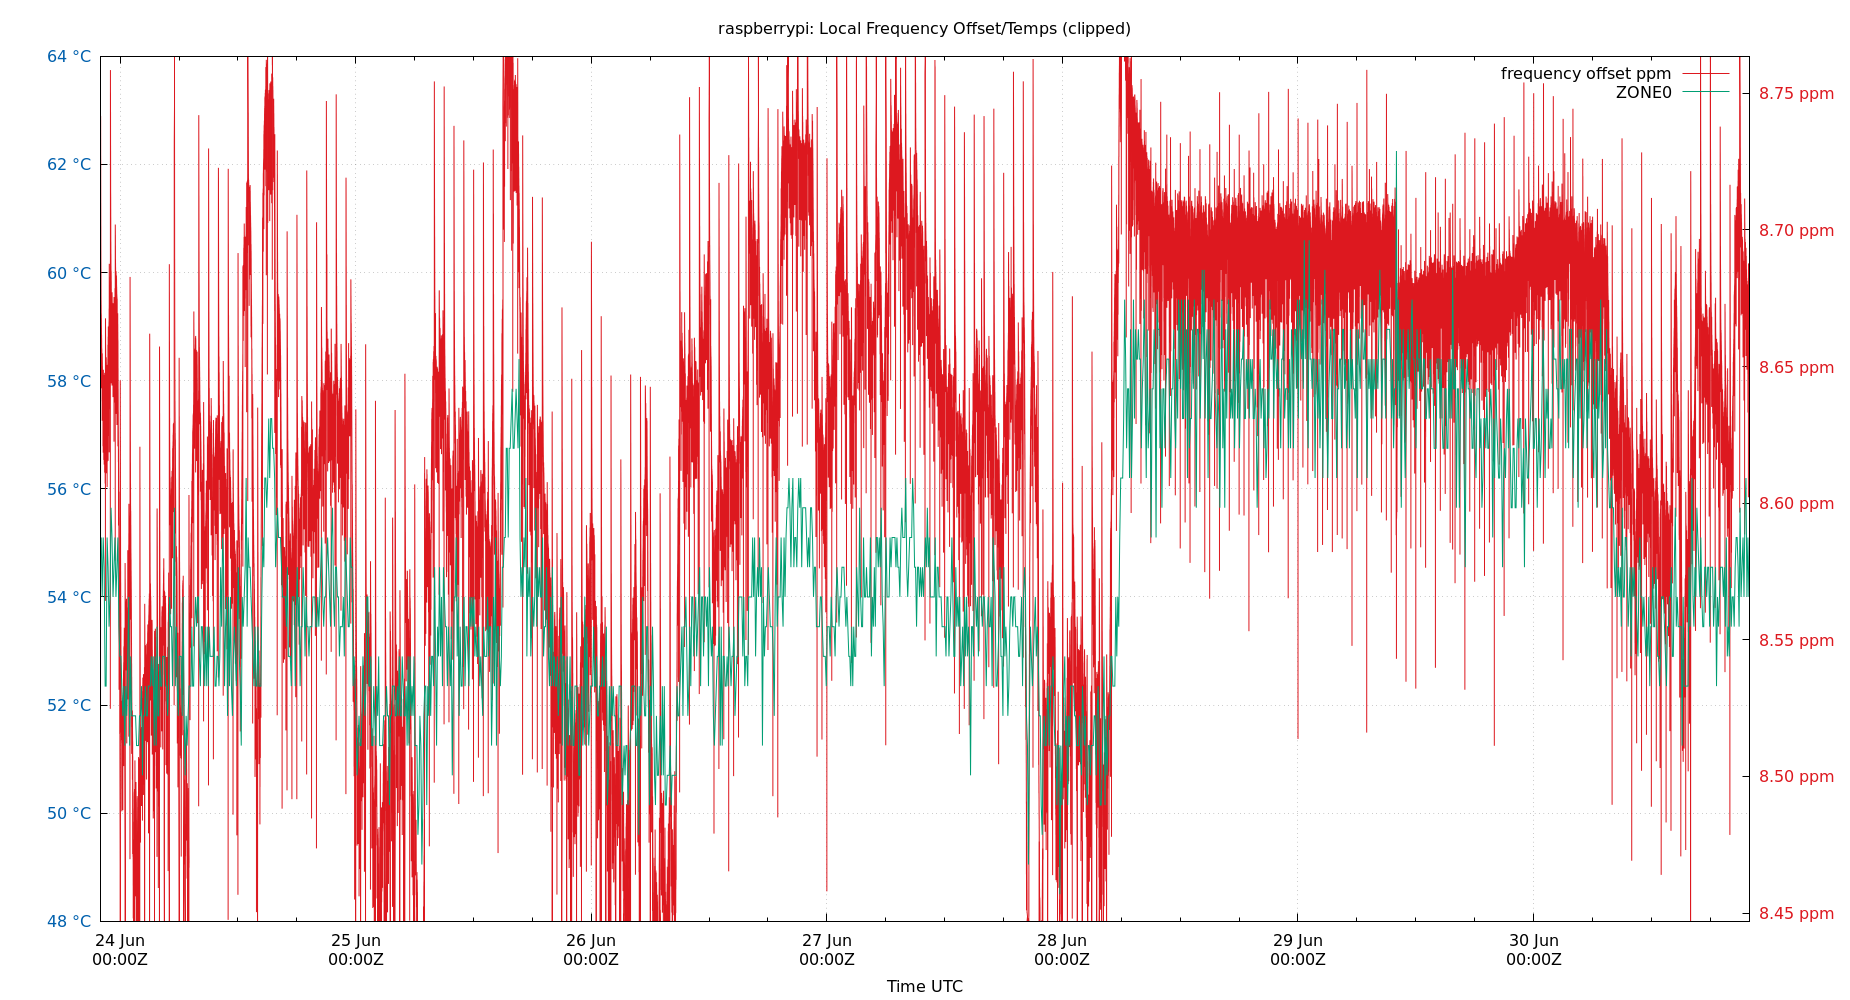 raspberrypi: Local Frequency Offset/Temps (clipped)
frequency offset ppm
ZONE0
64 °C
62 °C
60 °C
58 °C
56 °C
54 °C
52 °C
50 °C
48 °C
8.75 ppm
8.70 ppm
8.65 ppm
8.60 ppm
8.55 ppm
8.50 ppm
8.45 ppm
24 Jun 25 Jun 26 Jun 27 Jun 28 Jun 29 Jun 30 Jun
00:00Z 00:00Z 00:00Z 00:00Z 00:00Z 00:00Z 00:00Z
Time UTC